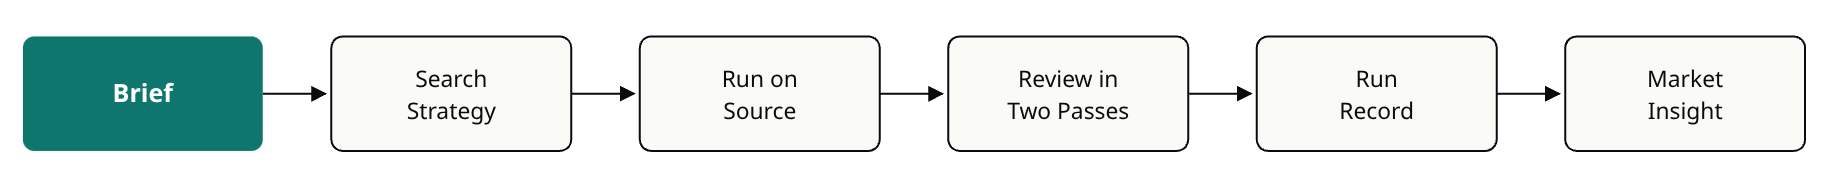 Brief
Search
Strategy
Run on
Source
Review in
Two Passes
Run
Record
Market
Insight